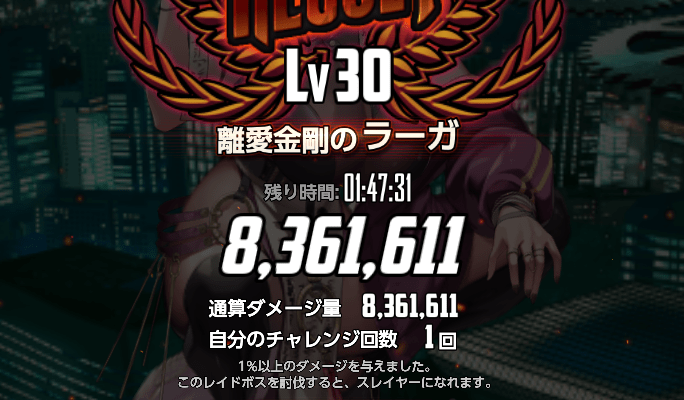 Lv30
離愛金剛のラーガ
残り時間: 01:47:31
8,361,611
通算ダメージ量 8,361,611
自分のチャレンジ回数 1回
1%以上のダメージを与えました。
このレイドボスを討伐すると、スレイヤーになれます。